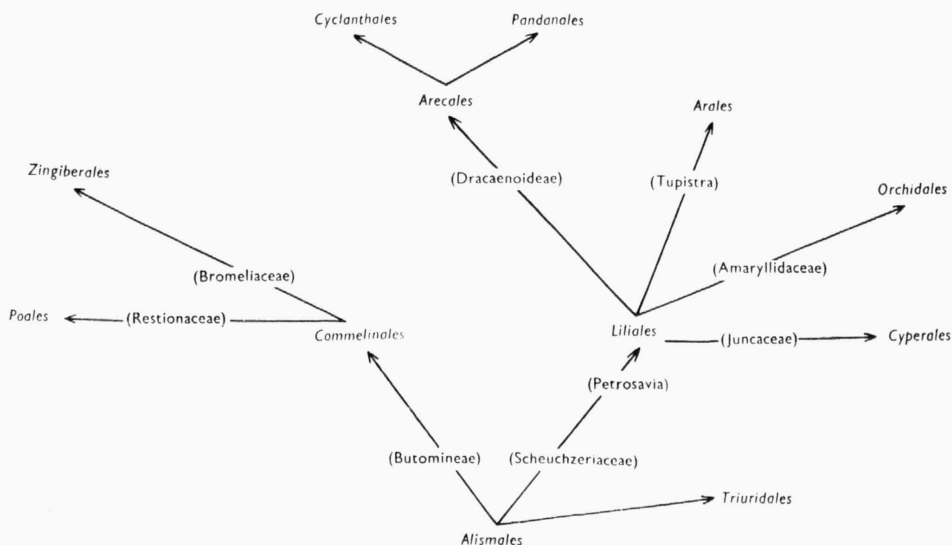 Cyclanthales
Pandanales
Arecales
Arales
Zingiberales
(Dracaenoideae)
(Tupistra)
Orchidales
(Bromeliaceae)
(Amaryllidaceae)
Poales
(Restionaceae)
Commelinales
Liliales
(Juncaceae)
Cyperales
(Petrosavia)
(Butomineae)
(Scheuchzeriaceae)
Triuridales
Alismales